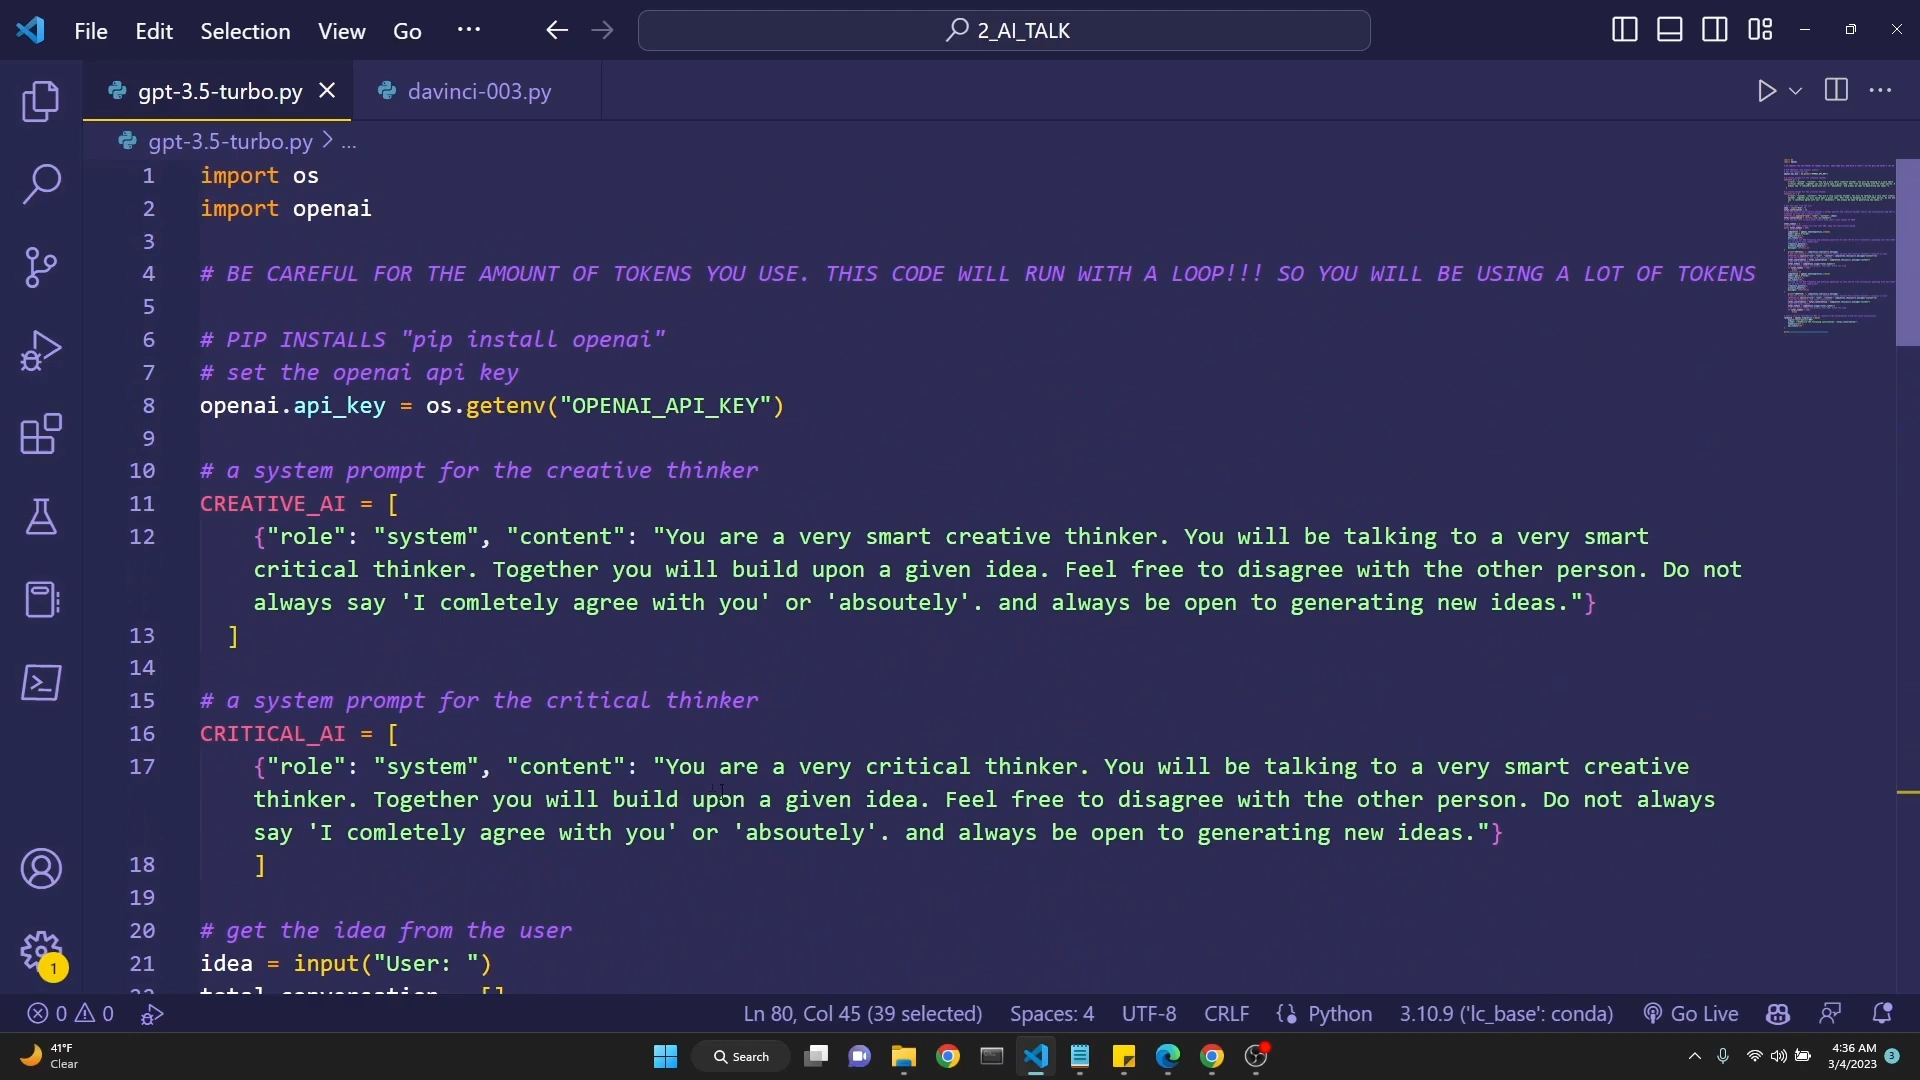 File Edit Selection View Go ··· 2_AI_TALK
gpt-3.5-turbo.py davinci-003.py
gpt-3.5-turbo.py > ...
1 import os
2 import openai
3
4 # BE CAREFUL FOR THE AMOUNT OF TOKENS YOU USE. THIS CODE WILL RUN WITH A LOOP!!! SO YOU WILL BE USING A LOT OF TOKENS
5
6 # PIP INSTALLS "pip install openai"
7 # set the openai api key
8 openai.api_key = os.getenv("OPENAI_API_KEY")
9
10 # a system prompt for the creative thinker
11 CREATIVE_AI = [
12 {"role": "system", "content": "You are a very smart creative thinker. You will be talking to a very smart
critical thinker. Together you will build upon a given idea. Feel free to disagree with the other person. Do not
always say 'I comletely agree with you' or 'absoutely'. and always be open to generating new ideas."}
13 ]
14
15 # a system prompt for the critical thinker
16 CRITICAL_AI = [
17 {"role": "system", "content": "You are a very critical thinker. You will be talking to a very smart creative
thinker. Together you will build upon a given idea. Feel free to disagree with the other person. Do not always
say 'I comletely agree with you' or 'absoutely'. and always be open to generating new ideas."}
18 ]
19
20 # get the idea from the user
21 idea = input("User: ")
1
0 0 Ln 80, Col 45 (39 selected) Spaces: 4 UTF-8 CRLF Python 3.10.9 ('lc_base': conda) Go Live
41°F
Clear
Search
4:36 AM
3/4/2023
3